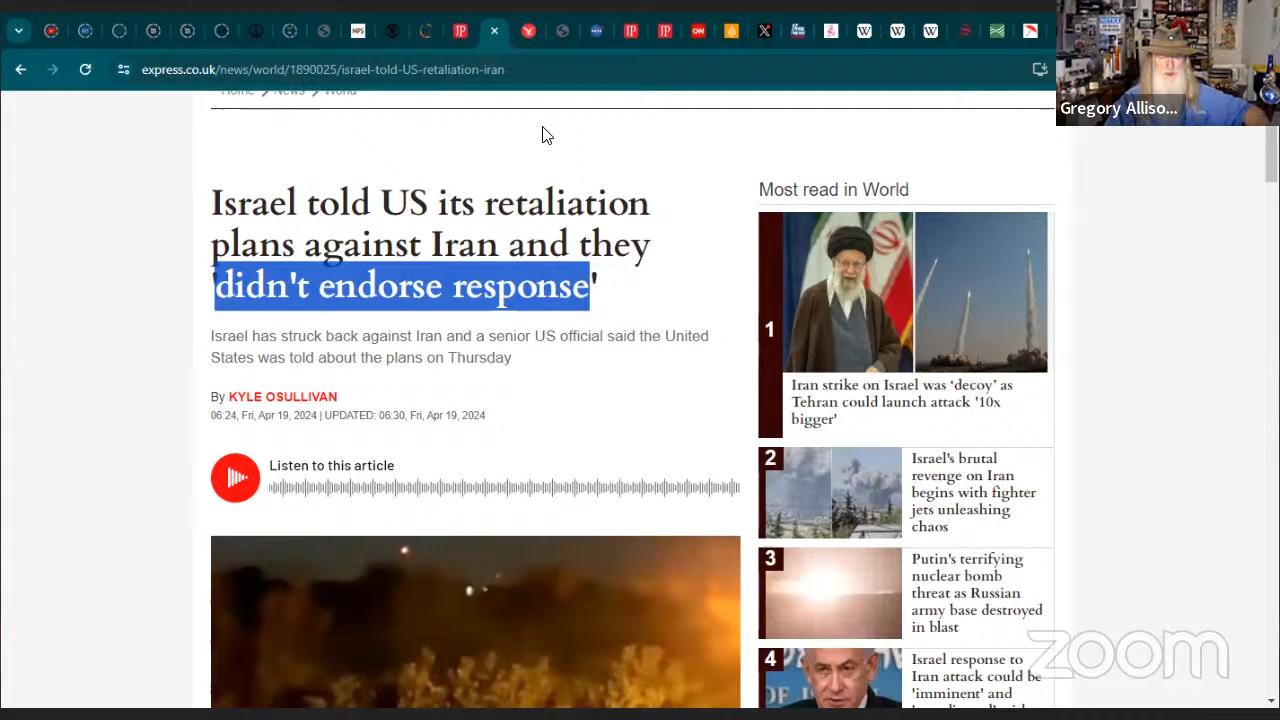 express.co.uk/news/world/1890025/israel-told-US-retaliation-iran
Gregory Alliso...
Home > News > World
Israel told US its retaliation
plans against Iran and they
'didn't endorse response'
Israel has struck back against Iran and a senior US official said the United
States was told about the plans on Thursday
By KYLE OSULLIVAN
06:24, Fri, Apr 19, 2024 | UPDATED: 06:30, Fri, Apr 19, 2024
Listen to this article
Most read in World
1
Iran strike on Israel was ‘decoy’ as
Tehran could launch attack '10x
bigger'
2
Israel's brutal
revenge on Iran
begins with fighter
jets unleashing
chaos
3
Putin's terrifying
nuclear bomb
threat as Russian
army base destroyed
in blast
4
Israel response to
Iran attack could be
'imminent' and
zoom